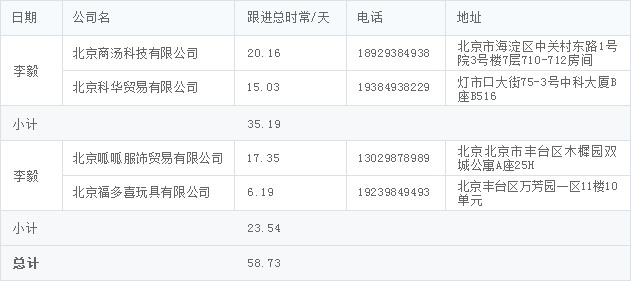 日期 公司名 跟进总时常/天 电话 地址
李毅 北京商汤科技有限公司 20.16 18929384938 北京市海淀区中关村东路1号
院3号楼7层710-712房间
北京科华贸易有限公司 15.03 19384938229 灯市口大街75-3号中科大厦B
座B516
小计 35.19
李毅 北京呱呱服饰贸易有限公司 17.35 13029878989 北京北京市丰台区木樨园双
城公寓A座25H
北京福多喜玩具有限公司 6.19 19239849493 北京丰台区万芳园一区11楼10
单元
小计 23.54
总计 58.73